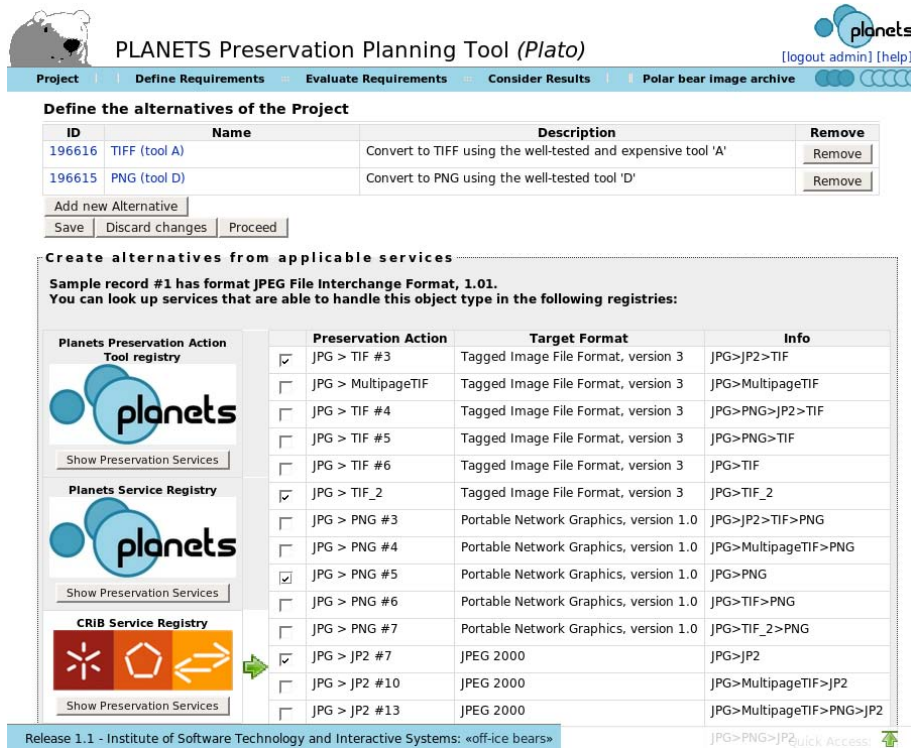 planets
PLANETS Preservation Planning Tool (Plato)
[logout admin] [help]
Project Define Requirements Evaluate Requirements Consider Results Polar bear image archive
Define the alternatives of the Project
ID Name Description Remove
196616 TIFF (tool A) Convert to TIFF using the well-tested and expensive tool 'A' Remove
196615 PNG (tool D) Convert to PNG using the well-tested tool 'D' Remove
Add new Alternative
Save Discard changes Proceed
Create alternatives from applicable services
Sample record #1 has format JPEG File Interchange Format, 1.01.
You can look up services that are able to handle this object type in the following registries:
Planets Preservation Action
Tool registry
planets
Show Preservation Services
Planets Service Registry
planets
Show Preservation Services
CRiB Service Registry
Show Preservation Services
Preservation Action Target Format Info
JPG > TIF #3 Tagged Image File Format, version 3 JPG>JP2>TIF
JPG > MultipageTIF Tagged Image File Format, version 3 JPG>MultipageTIF
JPG > TIF #4 Tagged Image File Format, version 3 JPG>PNG>JP2>TIF
JPG > TIF #5 Tagged Image File Format, version 3 JPG>PNG>TIF
JPG > TIF #6 Tagged Image File Format, version 3 JPG>TIF
JPG > TIF_2 Tagged Image File Format, version 3 JPG>TIF_2
JPG > PNG #3 Portable Network Graphics, version 1.0 JPG>JP2>TIF>PNG
JPG > PNG #4 Portable Network Graphics, version 1.0 JPG>MultipageTIF>PNG
JPG > PNG #5 Portable Network Graphics, version 1.0 JPG>PNG
JPG > PNG #6 Portable Network Graphics, version 1.0 JPG>TIF>PNG
JPG > PNG #7 Portable Network Graphics, version 1.0 JPG>TIF_2>PNG
JPG > JP2 #7 JPEG 2000 JPG>JP2
JPG > JP2 #10 JPEG 2000 JPG>MultipageTIF>JP2
JPG > JP2 #13 JPEG 2000 JPG>MultipageTIF>PNG>JP2
JPG>PNG>JP2
Release 1.1 - Institute of Software Technology and Interactive Systems: «off-ice bears» Quick Access: